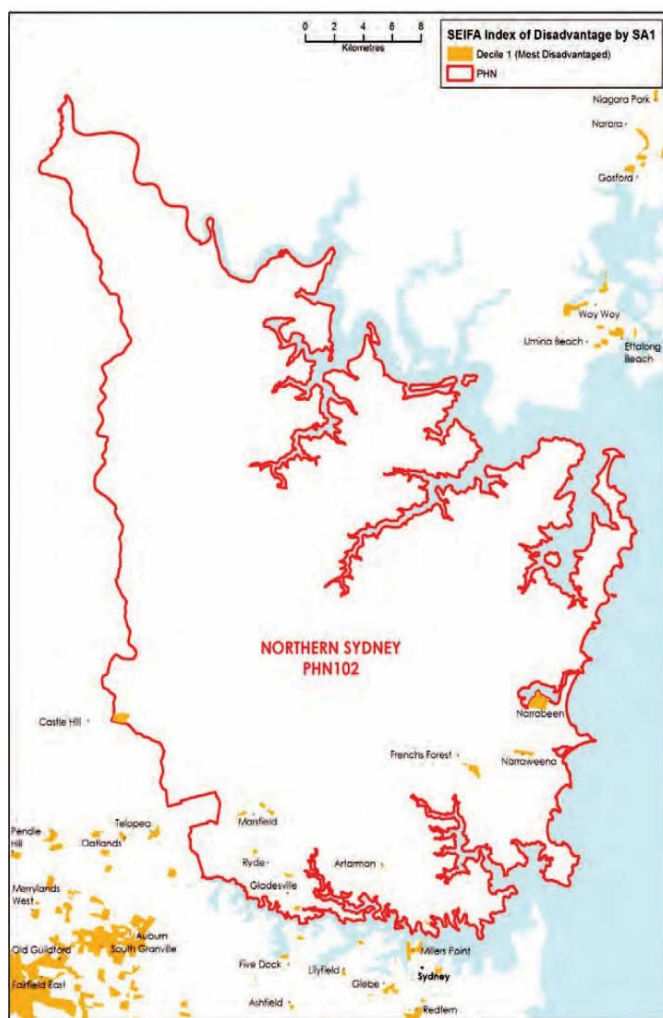 0 2 4 6 8
Kilometres
SEIFA Index of Disadvantage by SA1
Decile 1 (Most Disadvantaged)
PHN
Niagara Park
Narara
Gosford
Woy Woy
Umina Beach
Ettalong
Beach
NORTHERN SYDNEY
PHN102
Castle Hill
Narrabeen
Frenchs Forest
Narraweena
Marsfield
Telopea
Pendle
Hill
Oatlands
Ryde
Artarmon
Gladesville
Merrylands
West
Auburn
Old Guildford
South Granville
Millers Point
Five Dock
Lilyfield
Sydney
Fairfield East
Glebe
Ashfield
Redfern